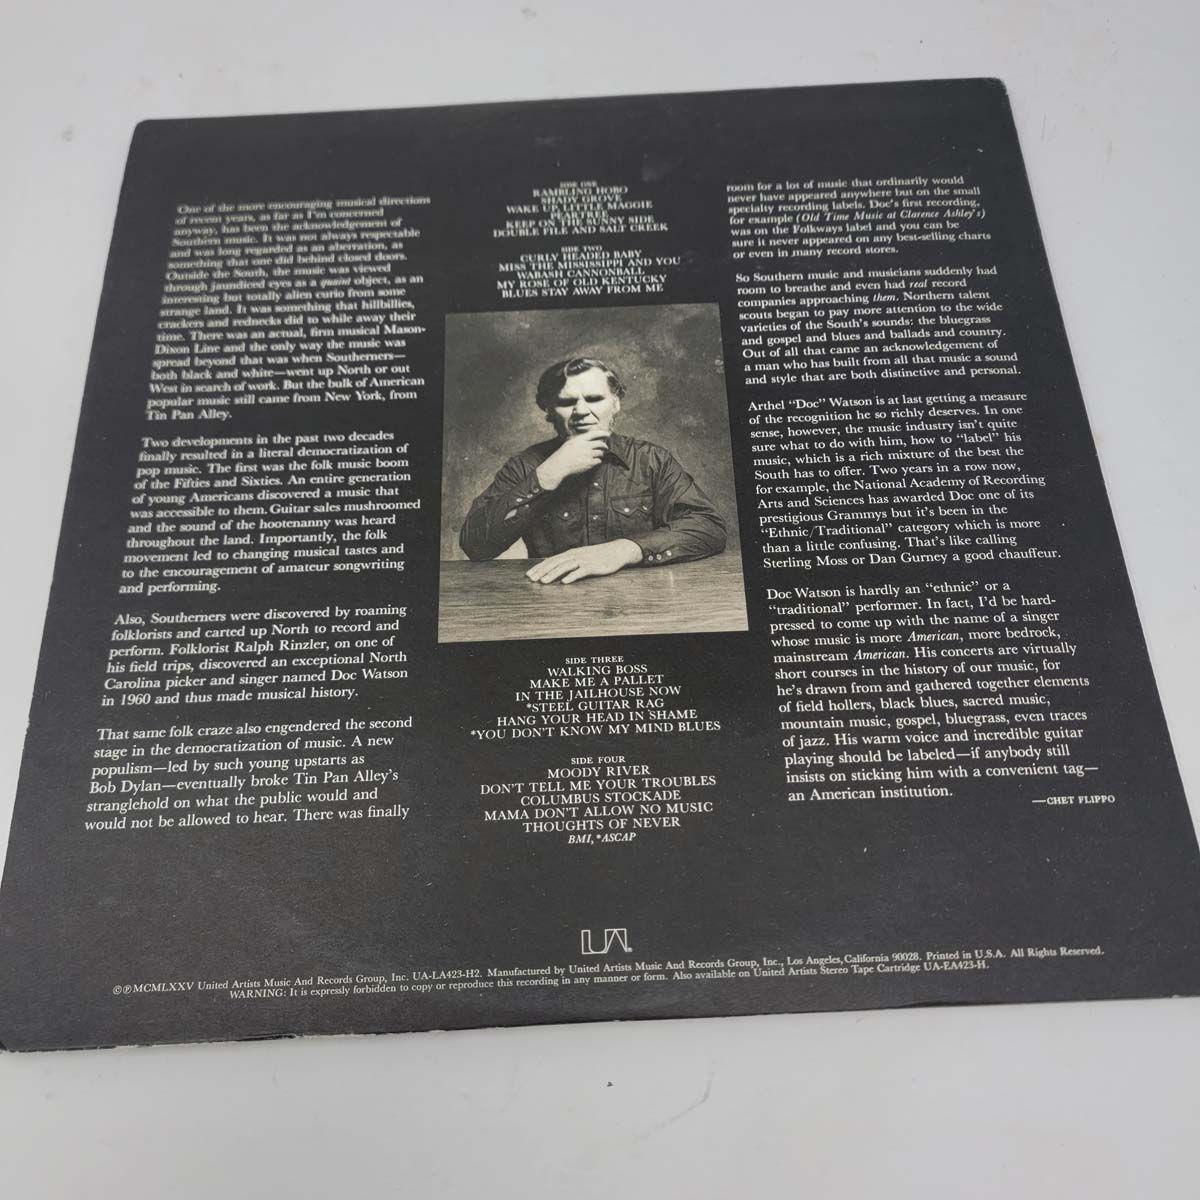 One of the more encouraging musical directions
of recent years, as far as I'm concerned
anyway, has been the acknowledgement of
Southern music. It was not always respectable
and was long regarded as an aberration, as
something that one did behind closed doors.
Outside the South, the music was viewed
through jaundiced eyes as a quaint object, as an
interesting but totally alien curio from some
strange land. It was something that hillbillies,
crackers and rednecks did to while away their
time. There was an actual, firm musical Mason-
Dixon Line and the only way the music was
spread beyond that was when Southerners—
both black and white—went up North or out
West in search of work. But the bulk of American
popular music still came from New York, from
Tin Pan Alley.
Two developments in the past two decades
finally resulted in a literal democratization of
pop music. The first was the folk music boom
of the Fifties and Sixties. An entire generation
of young Americans discovered a music that
was accessible to them. Guitar sales mushroomed
and the sound of the hootenanny was heard
throughout the land. Importantly, the folk
movement led to changing musical tastes and
to the encouragement of amateur songwriting
and performing.
Also, Southerners were discovered by roaming
folklorists and carted up North to record and
perform. Folklorist Ralph Rinzler, on one of
his field trips, discovered an exceptional North
Carolina picker and singer named Doc Watson
in 1960 and thus made musical history.
That same folk craze also engendered the second
stage in the democratization of music. A new
populism—led by such young upstarts as
Bob Dylan—eventually broke Tin Pan Alley's
stranglehold on what the public would and
would not be allowed to hear. There was finally
SIDE ONE
RAMBLING HOBO
SHADY GROVE
WAKE UP, LITTLE MAGGIE
PEARTREE
KEEP ON THE SUNNY SIDE
DOUBLE FILE AND SALT CREEK
SIDE TWO
CURLY HEADED BABY
MISS THE MISSISSIPPI AND YOU
WABASH CANNONBALL
MY ROSE OF OLD KENTUCKY
BLUES STAY AWAY FROM ME
SIDE THREE
WALKING BOSS
MAKE ME A PALLET
IN THE JAILHOUSE NOW
*STEEL GUITAR RAG
HANG YOUR HEAD IN SHAME
*YOU DON'T KNOW MY MIND BLUES
SIDE FOUR
MOODY RIVER
DON'T TELL ME YOUR TROUBLES
COLUMBUS STOCKADE
MAMA DON'T ALLOW NO MUSIC
THOUGHTS OF NEVER
BMI, *ASCAP
room for a lot of music that ordinarily would
never have appeared anywhere but on the small
specialty recording labels. Doc's first recording,
for example (Old Time Music at Clarence Ashley's)
was on the Folkways label and you can be
sure it never appeared on any best-selling charts
or even in many record stores.
So Southern music and musicians suddenly had
room to breathe and even had real record
companies approaching them. Northern talent
scouts began to pay more attention to the wide
varieties of the South's sounds: the bluegrass
and gospel and blues and ballads and country.
Out of all that came an acknowledgement of
a man who has built from all that music a sound
and style that are both distinctive and personal.
Arthel "Doc" Watson is at last getting a measure
of the recognition he so richly deserves. In one
sense, however, the music industry isn't quite
sure what to do with him, how to "label" his
music, which is a rich mixture of the best the
South has to offer. Two years in a row now,
for example, the National Academy of Recording
Arts and Sciences has awarded Doc one of its
prestigious Grammys but it's been in the
"Ethnic/Traditional" category which is more
than a little confusing. That's like calling
Sterling Moss or Dan Gurney a good chauffeur.
Doc Watson is hardly an "ethnic" or a
"traditional" performer. In fact, I'd be hard-
pressed to come up with the name of a singer
whose music is more American, more bedrock,
mainstream American. His concerts are virtually
short courses in the history of our music, for
he's drawn from and gathered together elements
of field hollers, black blues, sacred music,
mountain music, gospel, bluegrass, even traces
of jazz. His warm voice and incredible guitar
playing should be labeled—if anybody still
insists on sticking him with a convenient tag—
an American institution.
—CHET FLIPPO
UA®
©℗MCMLXXV United Artists Music And Records Group, Inc. UA-LA423-H2. Manufactured by United Artists Music And Records Group, Inc., Los Angeles, California 90028. Printed in U.S.A. All Rights Reserved.
WARNING: It is expressly forbidden to copy or reproduce this recording in any manner or form. Also available on United Artists Stereo Tape Cartridge UA-EA423-H.